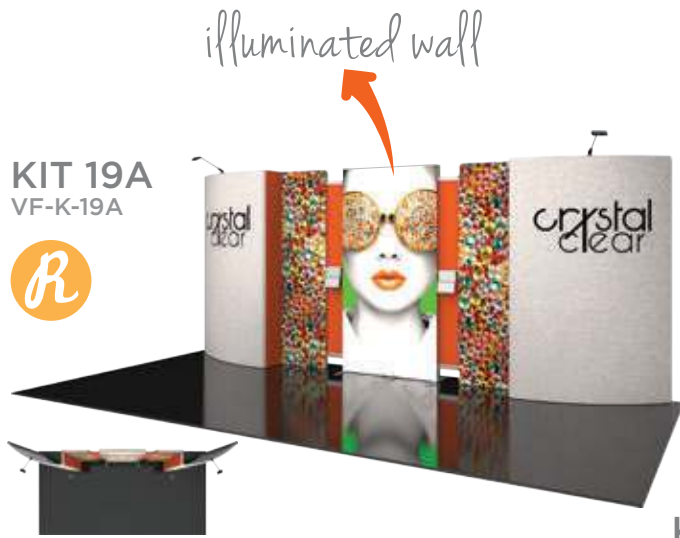 illuminated wall
KIT 19A
VF-K-19A
R
crystal
clear
crystal
clear